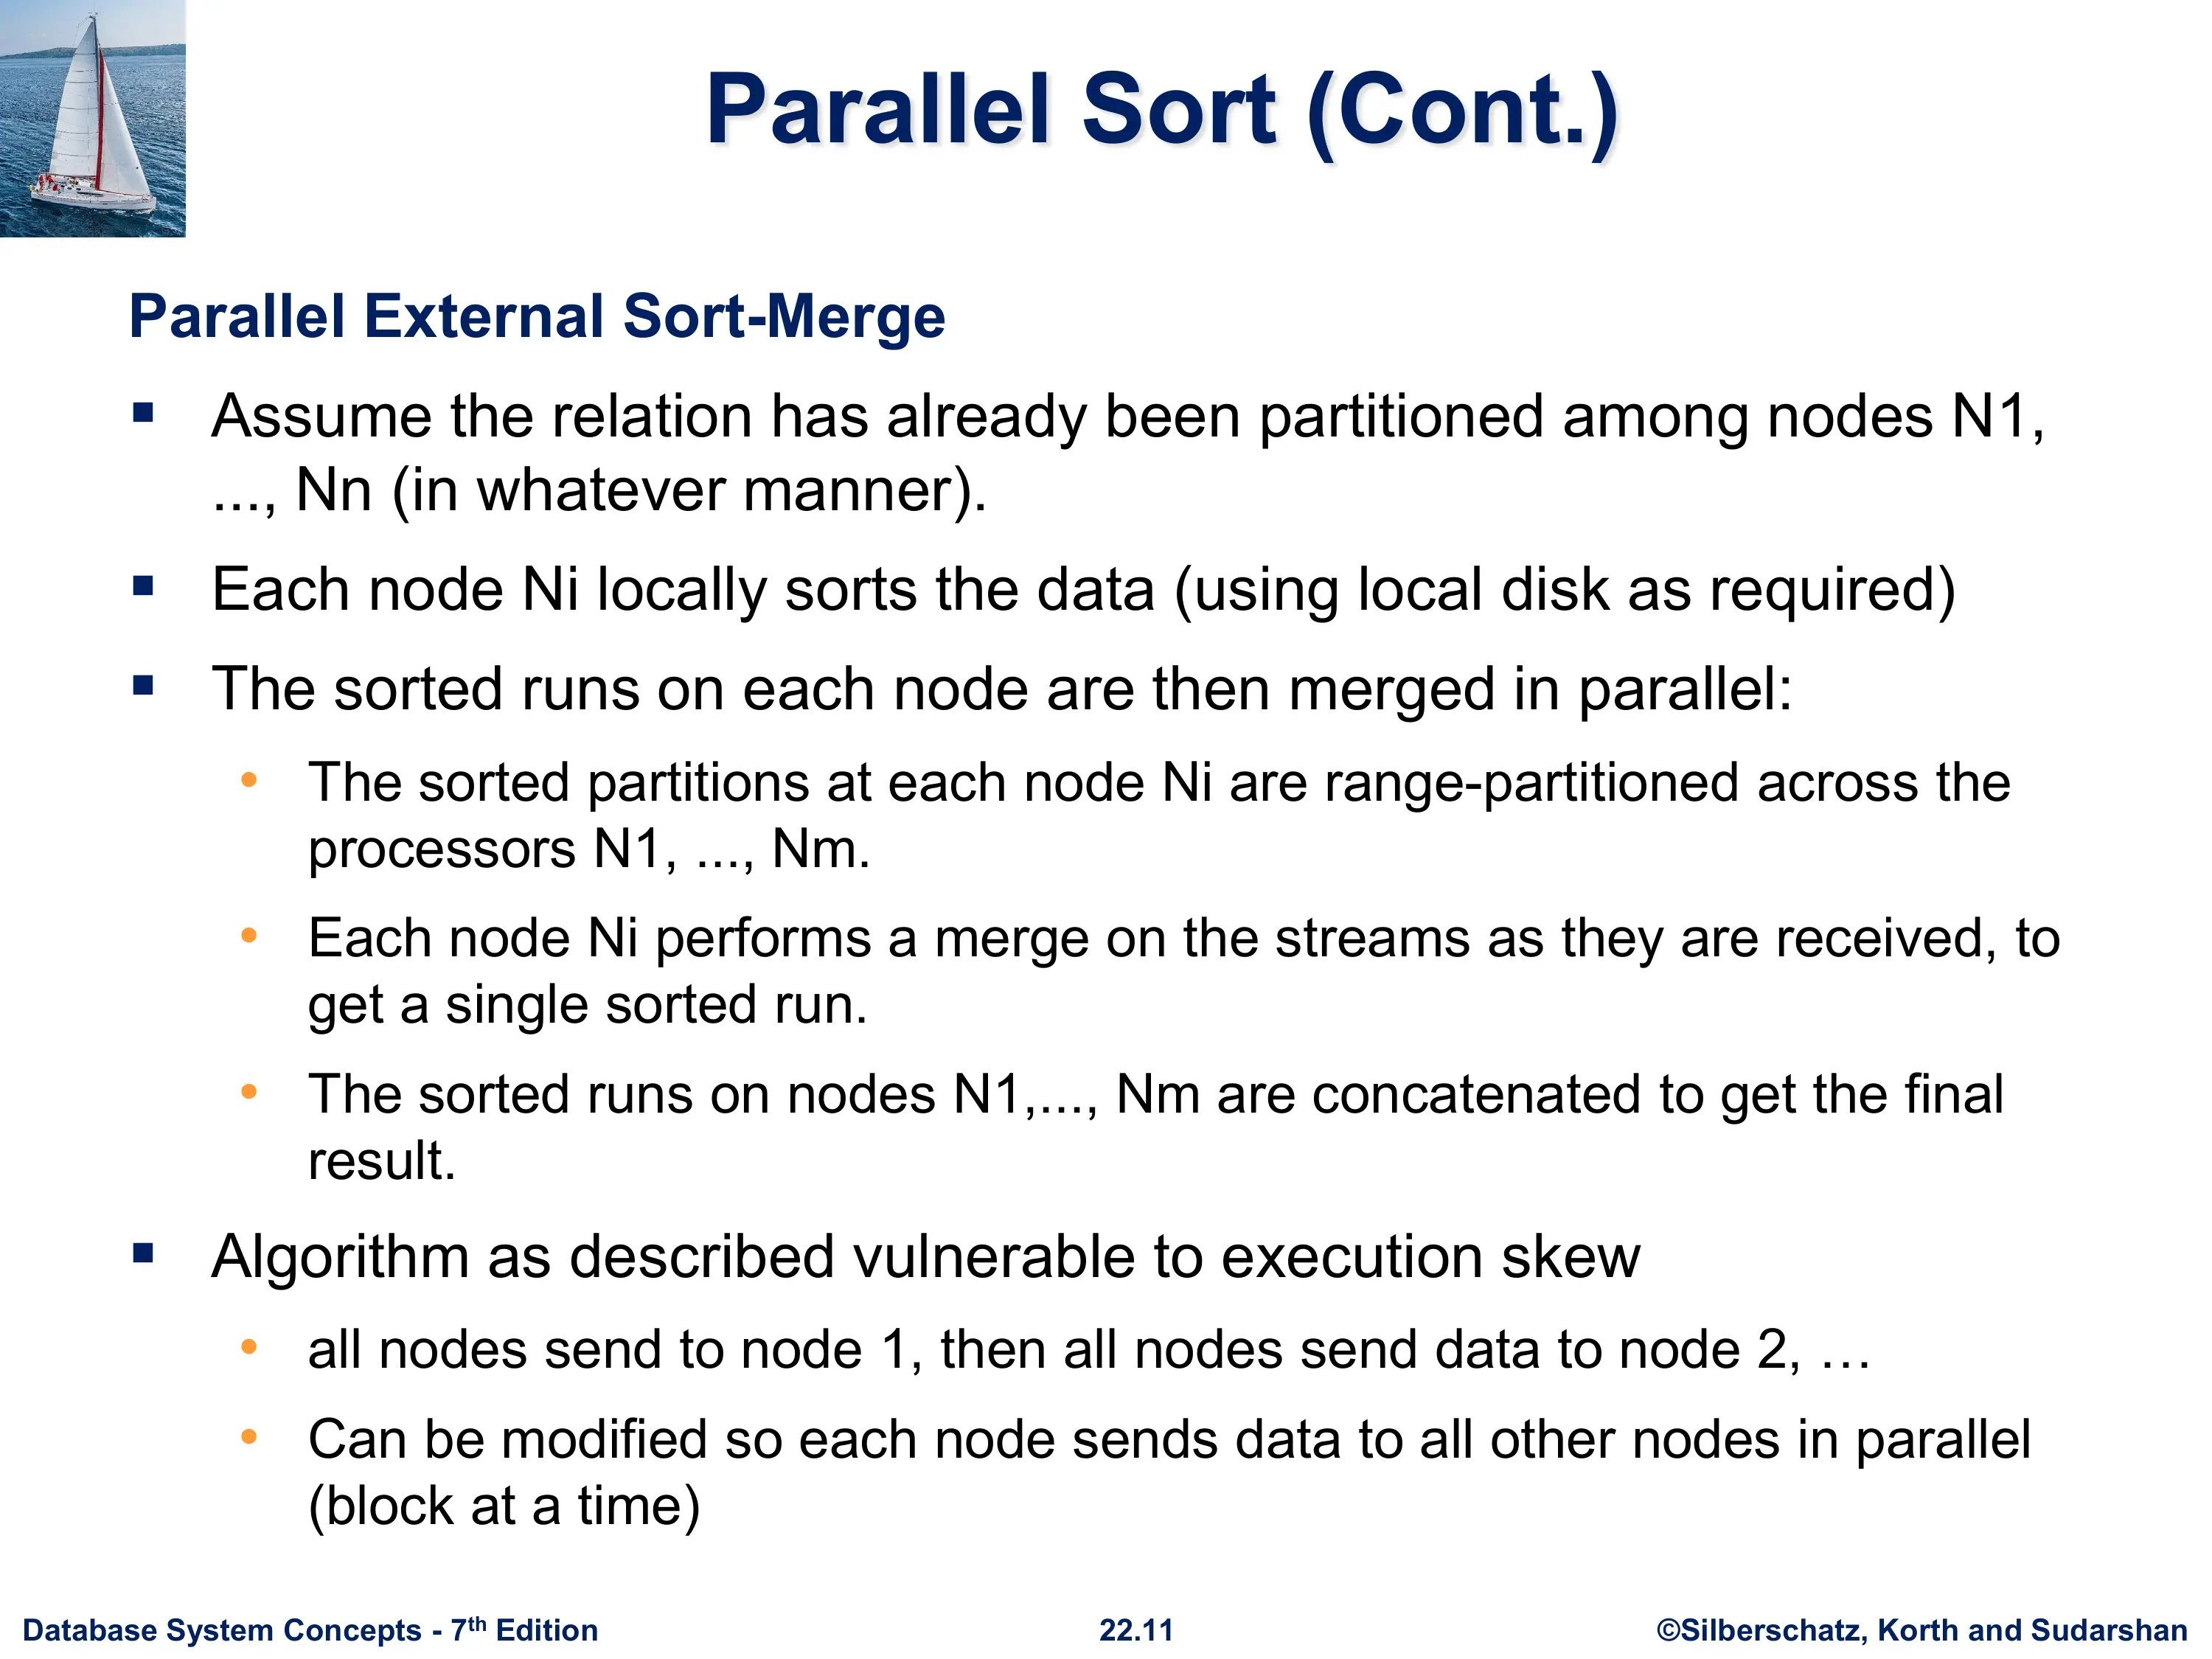 Parallel Sort (Cont.)
Parallel External Sort-Merge
▪ Assume the relation has already been partitioned among nodes N1,
..., Nn (in whatever manner).
▪ Each node Ni locally sorts the data (using local disk as required)
▪ The sorted runs on each node are then merged in parallel:
• The sorted partitions at each node Ni are range-partitioned across the
processors N1, ..., Nm.
• Each node Ni performs a merge on the streams as they are received, to
get a single sorted run.
• The sorted runs on nodes N1,..., Nm are concatenated to get the final
result.
▪ Algorithm as described vulnerable to execution skew
• all nodes send to node 1, then all nodes send data to node 2, …
• Can be modified so each node sends data to all other nodes in parallel
(block at a time)
Database System Concepts - 7th Edition
22.11
©Silberschatz, Korth and Sudarshan